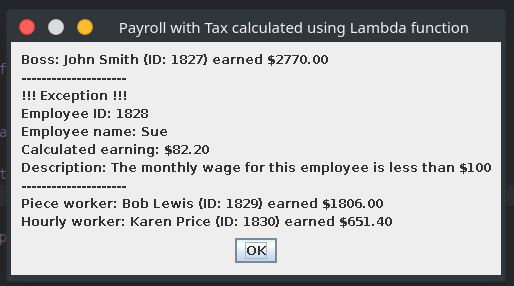 Payroll with Tax calculated using Lambda function
Boss: John Smith (ID: 1827) earned $2770.00
---------------------
!!! Exception !!!
Employee ID: 1828
Employee name: Sue
Calculated earning: $82.20
Description: The monthly wage for this employee is less than $100
---------------------
Piece worker: Bob Lewis (ID: 1829) earned $1806.00
Hourly worker: Karen Price (ID: 1830) earned $651.40
OK